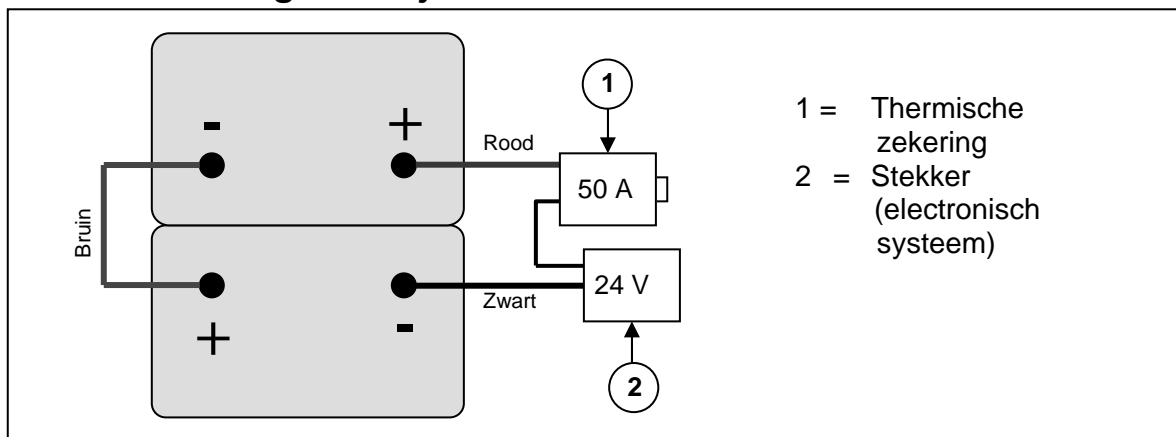 - +
Rood
1
50 A
Bruin
24 V
Zwart
+ -
2
1 = Thermische
zekering
2 = Stekker
(electronisch
systeem)